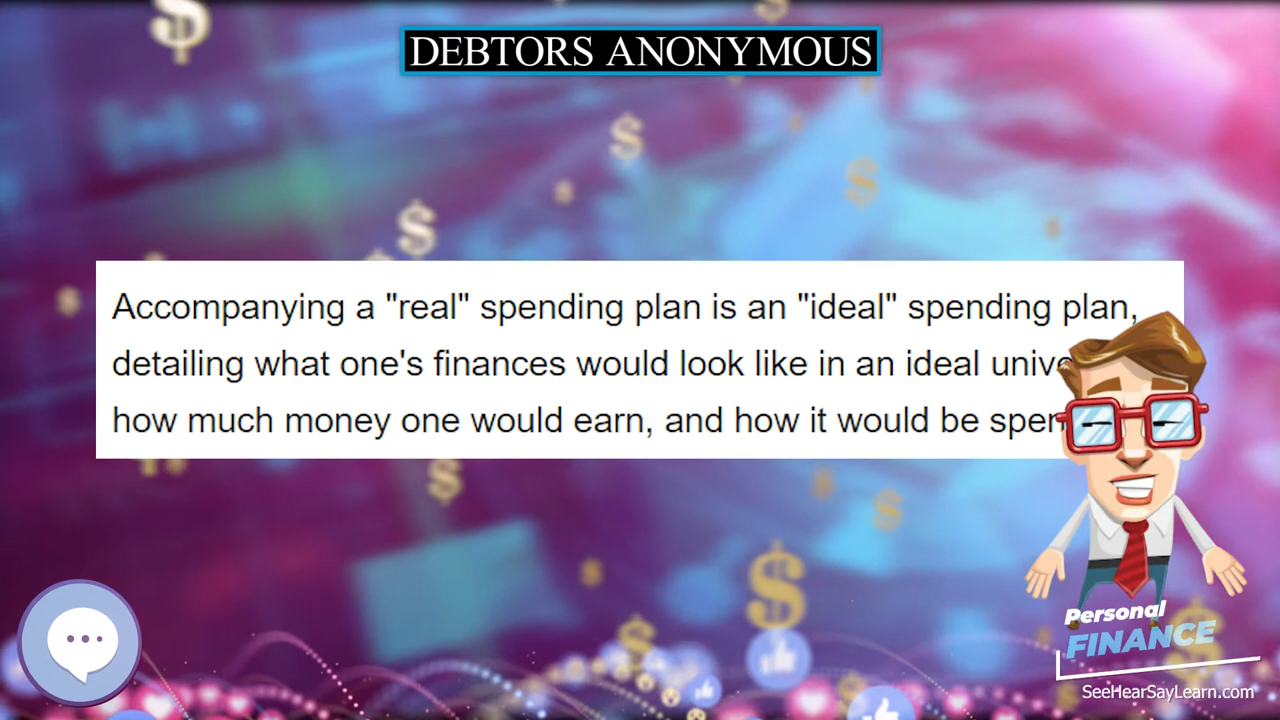 DEBTORS ANONYMOUS
Accompanying a "real" spending plan is an "ideal" spending plan,
detailing what one's finances would look like in an ideal
how much money one would earn, and how it would be
Personal
FINANCE
SeeHearSayLearn.com